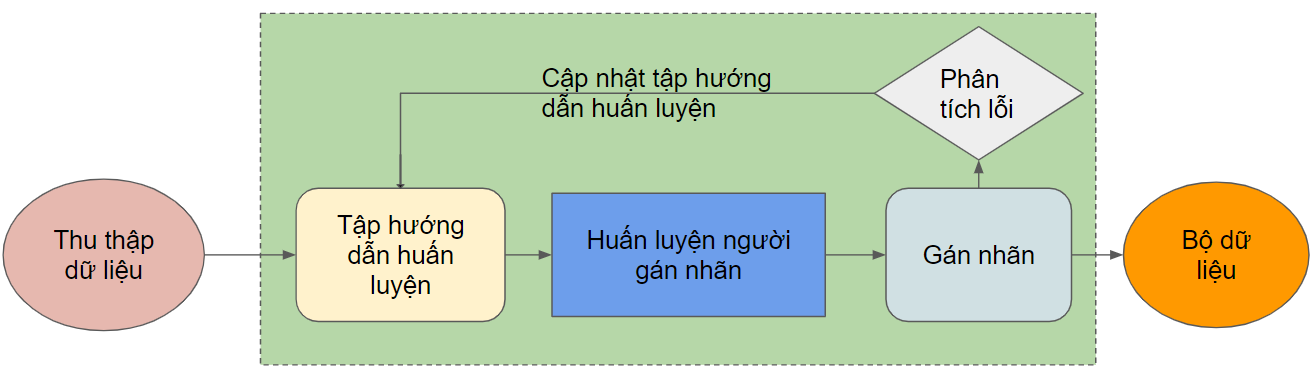 Cập nhật tập hướng
dẫn huấn luyện
Phân
tích lỗi
Thu thập
dữ liệu
Tập hướng
dẫn huấn
luyện
Huấn luyện người
gán nhãn
Gán nhãn
Bộ dữ
liệu